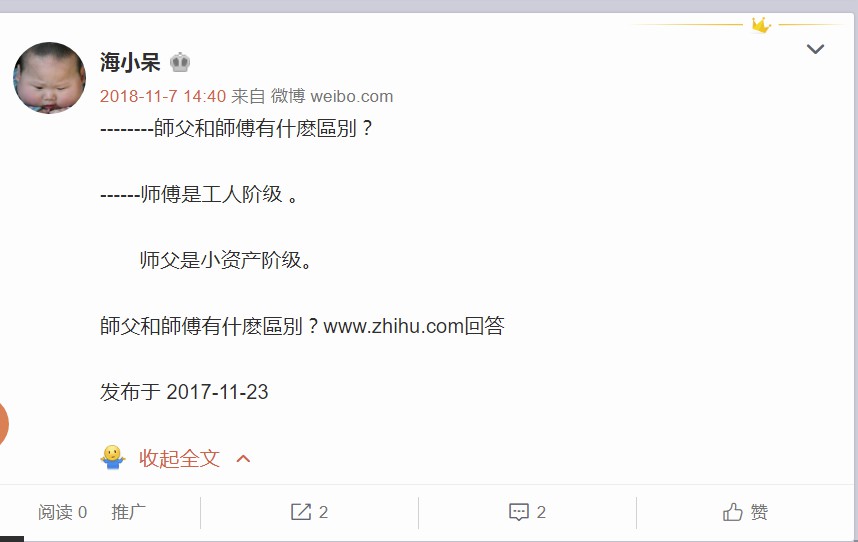 海小呆
2018-11-7 14:40 来自 微博 weibo.com
--------師父和師傅有什麽區別？
------师傅是工人阶级 。
师父是小资产阶级。
師父和師傅有什麽區別？www.zhihu.com回答
发布于 2017-11-23
收起全文
阅读 0 推广 2 2 赞